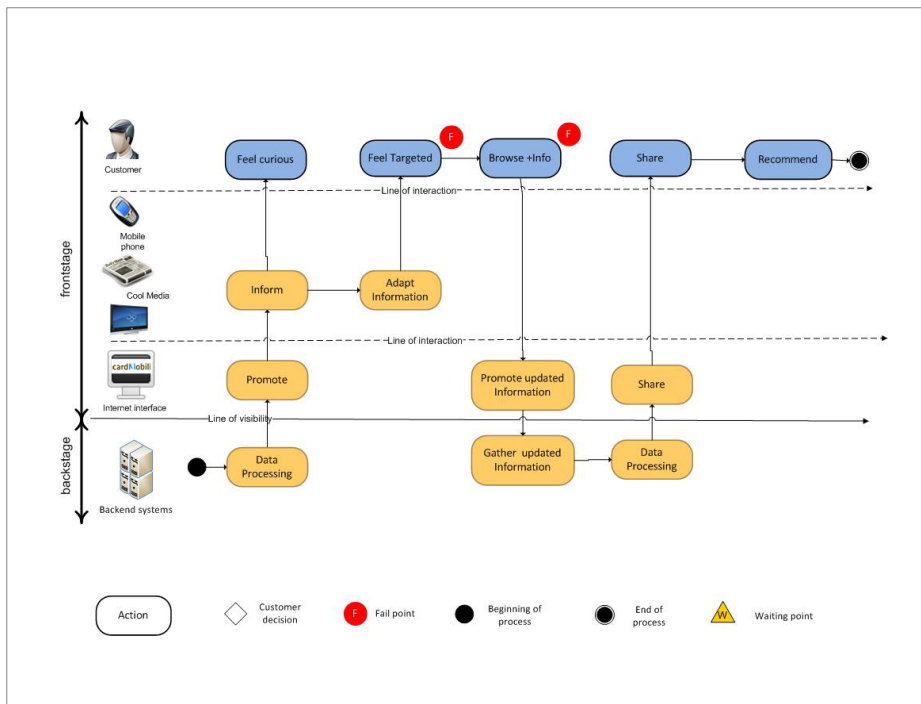 F
F
Feel curious
Feel Targeted
Browse +Info
Share
Recommend
Customer
Line of interaction
Mobile
phone
frontstage
Inform
Adapt
Information
Cool Media
Line of interaction
cardMobili
Promote
Promote updated
Information
Share
Internet interface
Line of visibility
backstage
Data
Processing
Gather updated
Information
Data
Processing
Backend systems
Action
Customer
decision
F
Fail point
Beginning of
process
End of
process
W
Waiting point